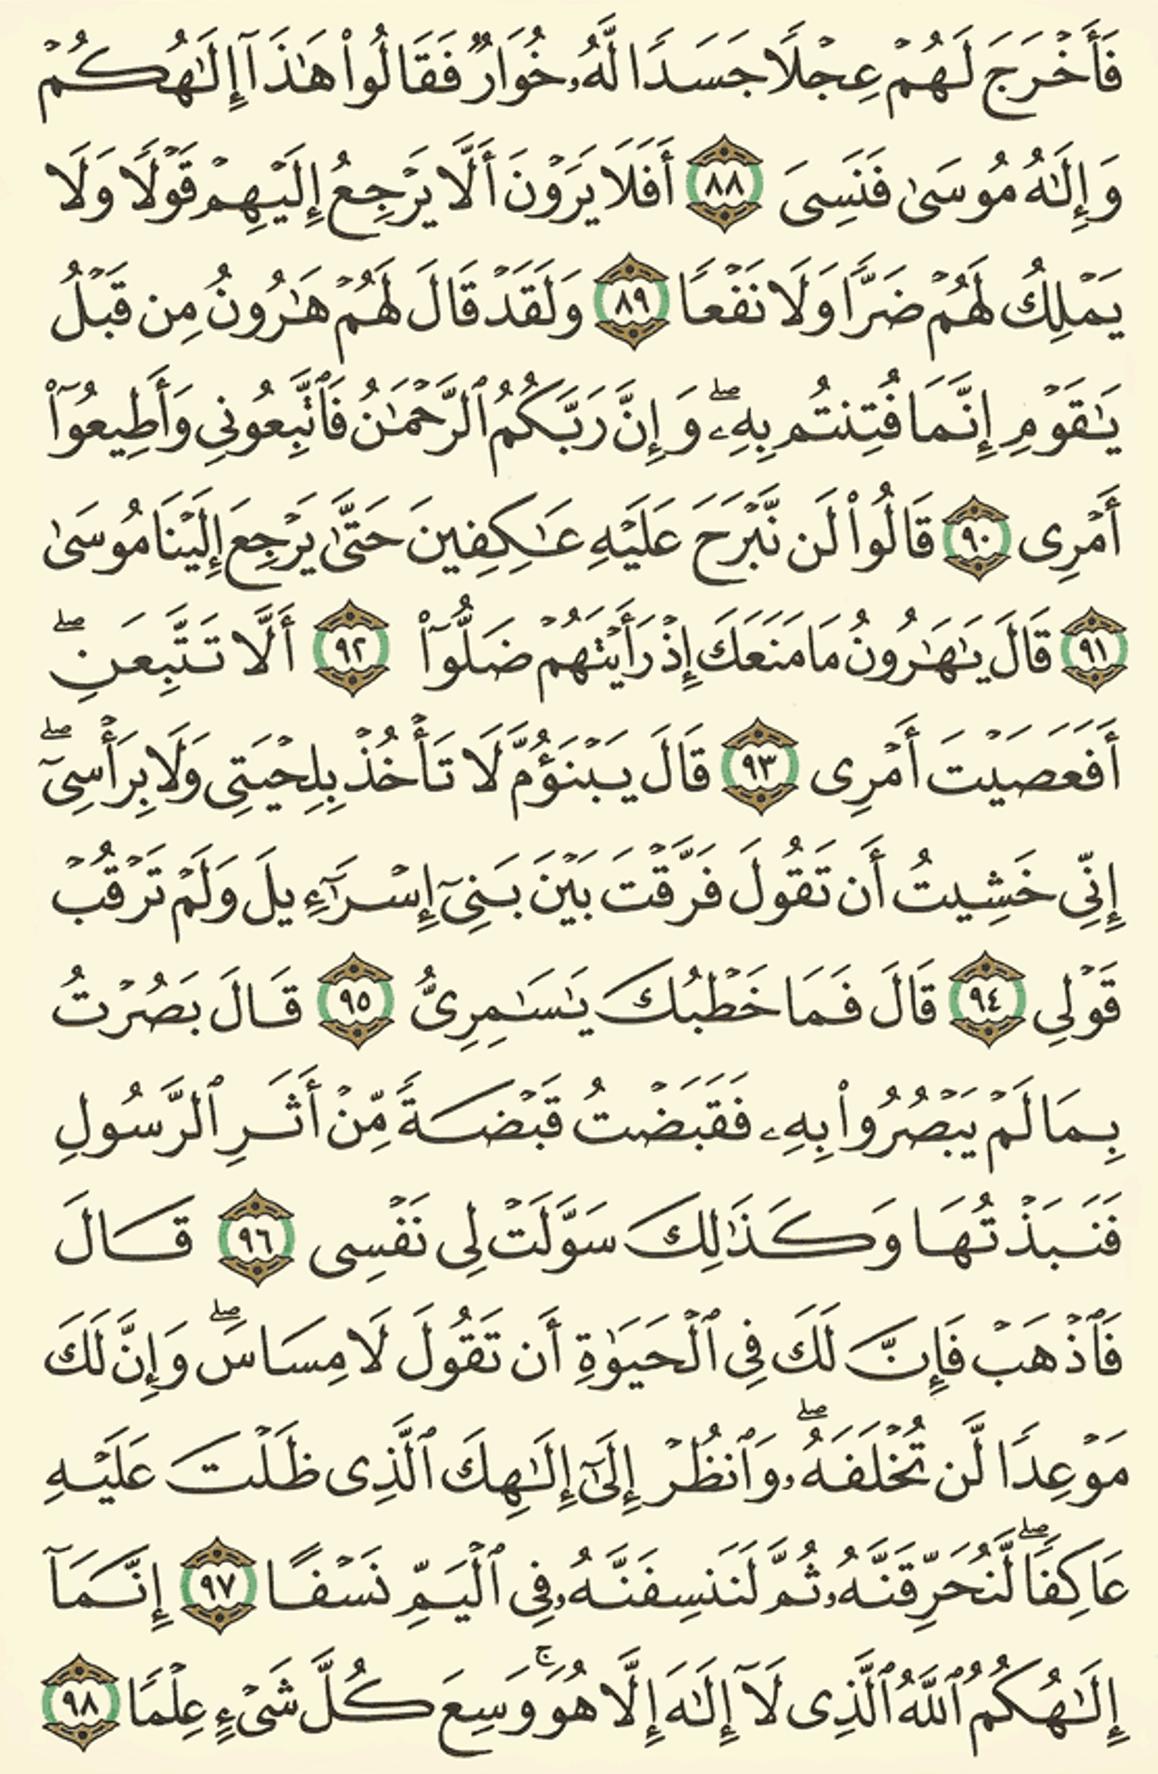 فَأَخْرَجَ لَهُمْ عِجْلًا جَسَدًا لَّهُۥ خُوَارٌ فَقَالُوا۟ هَٰذَآ إِلَٰهُكُمْ
وَإِلَٰهُ مُوسَىٰ فَنَسِىَ ٨٨ أَفَلَا يَرَوْنَ أَلَّا يَرْجِعُ إِلَيْهِمْ قَوْلًا وَلَا
يَمْلِكُ لَهُمْ ضَرًّا وَلَا نَفْعًا ٨٩ وَلَقَدْ قَالَ لَهُمْ هَٰرُونُ مِن قَبْلُ
يَٰقَوْمِ إِنَّمَا فُتِنتُم بِهِۦ ۖ وَإِنَّ رَبَّكُمُ ٱلرَّحْمَٰنُ فَٱتَّبِعُونِى وَأَطِيعُوٓا۟
أَمْرِى ٩٠ قَالُوا۟ لَن نَّبْرَحَ عَلَيْهِ عَٰكِفِينَ حَتَّىٰ يَرْجِعَ إِلَيْنَا مُوسَىٰ
٩١ قَالَ يَٰهَٰرُونُ مَا مَنَعَكَ إِذْ رَأَيْتَهُمْ ضَلُّوٓا۟ ٩٢ أَلَّا تَتَّبِعَنِ ۖ
أَفَعَصَيْتَ أَمْرِى ٩٣ قَالَ يَبْنَؤُمَّ لَا تَأْخُذْ بِلِحْيَتِى وَلَا بِرَأْسِىٓ ۖ
إِنِّى خَشِيتُ أَن تَقُولَ فَرَّقْتَ بَيْنَ بَنِىٓ إِسْرَٰٓءِيلَ وَلَمْ تَرْقُبْ
قَوْلِى ٩٤ قَالَ فَمَا خَطْبُكَ يَٰسَٰمِرِىُّ ٩٥ قَالَ بَصُرْتُ
بِمَا لَمْ يَبْصُرُوا۟ بِهِۦ فَقَبَضْتُ قَبْضَةً مِّنْ أَثَرِ ٱلرَّسُولِ
فَنَبَذْتُهَا وَكَذَٰلِكَ سَوَّلَتْ لِى نَفْسِى ٩٦ قَالَ
فَٱذْهَبْ فَإِنَّ لَكَ فِى ٱلْحَيَوٰةِ أَن تَقُولَ لَا مِسَاسَ ۖ وَإِنَّ لَكَ
مَوْعِدًا لَّن تُخْلَفَهُۥ ۖ وَٱنظُرْ إِلَىٰٓ إِلَٰهِكَ ٱلَّذِى ظَلْتَ عَلَيْهِ
عَاكِفًا ۖ لَّنُحَرِّقَنَّهُۥ ثُمَّ لَنَنسِفَنَّهُۥ فِى ٱلْيَمِّ نَسْفًا ٩٧ إِنَّمَآ
إِلَٰهُكُمُ ٱللَّهُ ٱلَّذِى لَآ إِلَٰهَ إِلَّا هُوَ ۚ وَسِعَ كُلَّ شَىْءٍ عِلْمًا ٩٨